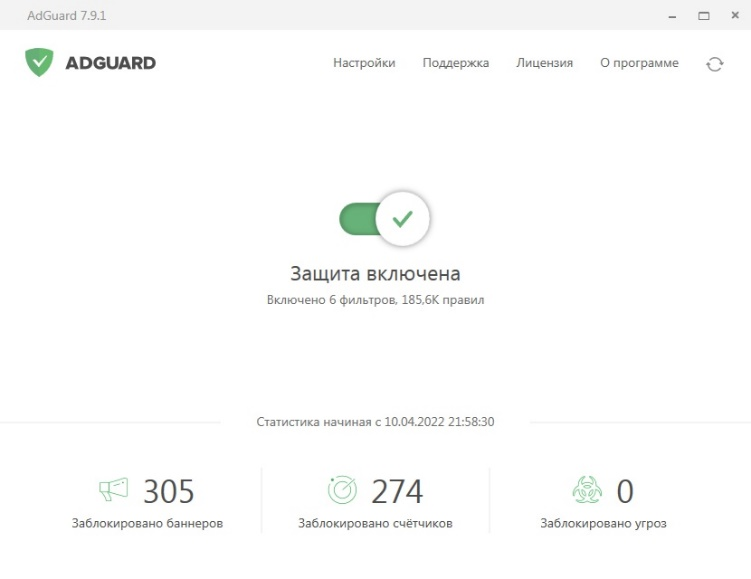 AdGuard 7.9.1
ADGUARD
Настройки Поддержка Лицензия О программе
Защита включена
Включено 6 фильтров, 185,6K правил
Статистика начиная с 10.04.2022 21:58:30
305 274 0
Заблокировано баннеров Заблокировано счётчиков Заблокировано угроз